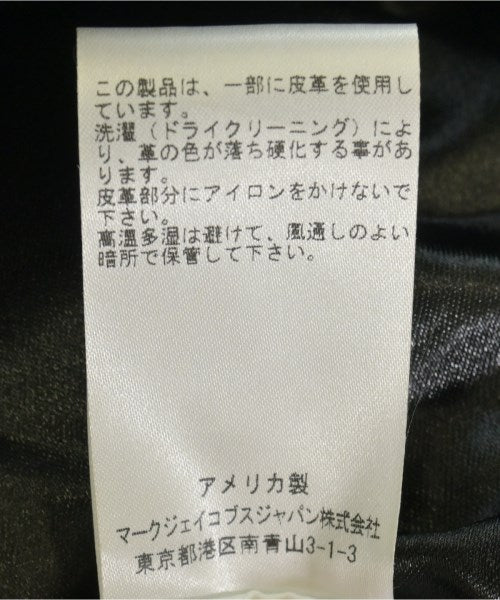 この製品は、一部に皮革を使用し
ています。
洗濯（ドライクリーニング）によ
り、革の色が落ち硬化する事があ
ります。
皮革部分にアイロンをかけないで
下さい。
高温多湿は避けて、風通しのよい
暗所で保管して下さい。
アメリカ製
マークジェイコブスジャパン株式会社
東京都港区南青山3-1-3